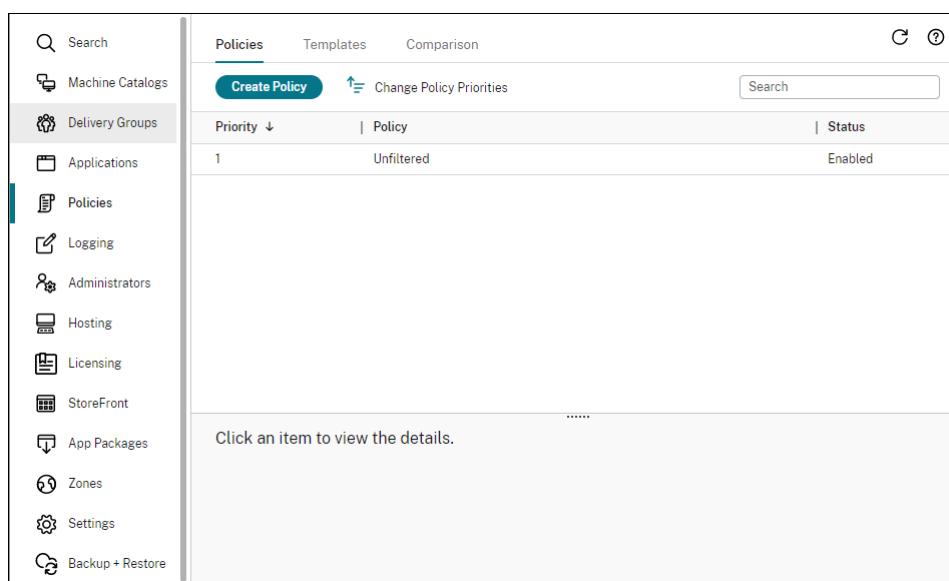 Search
Machine Catalogs
Delivery Groups
Applications
Policies
Logging
Administrators
Hosting
Licensing
StoreFront
App Packages
Zones
Settings
Backup + Restore
Policies Templates Comparison
Create Policy Change Policy Priorities Search
Priority ↓ | Policy | Status
1 Unfiltered Enabled
Click an item to view the details.